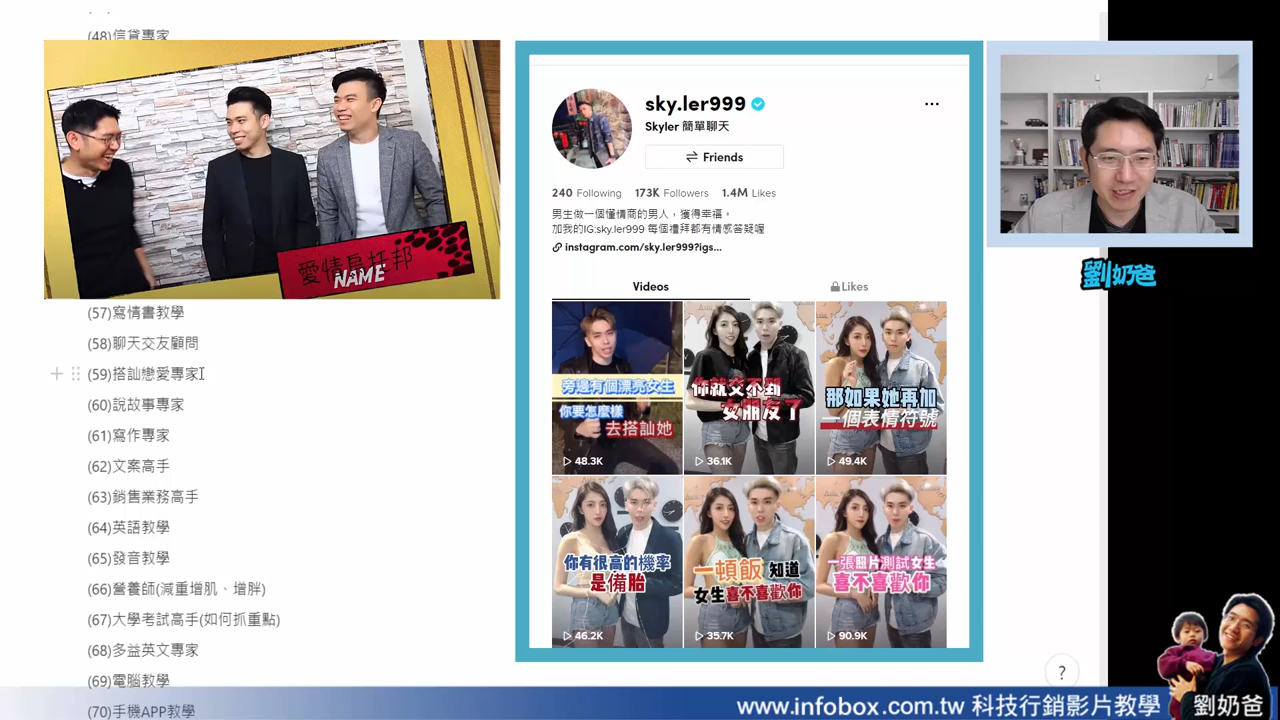 (48)信貸專家
愛情烏托邦
NAME
(57)寫情書教學
(58)聊天交友顧問
(59)搭訕戀愛專家
(60)說故事專家
(61)寫作專家
(62)文案高手
(63)銷售業務高手
(64)英語教學
(65)發音教學
(66)營養師(減重增肌、增胖)
(67)大學考試高手(如何抓重點)
(68)多益英文專家
(69)電腦教學
(70)手機APP教學
sky.ler999
Skyler 簡單聊天
Friends
240 Following 173K Followers 1.4M Likes
男生做一個懂情商的男人，獲得幸福。
加我的IG:sky.ler999 每個禮拜都有情感答疑喔
instagram.com/sky.ler999?igs...
Videos Likes
旁邊有個漂亮女生
你要怎麼樣
去搭訕她
48.3K
你就交不到
女朋友了
36.1K
那如果她再加
一個表情符號
49.4K
你有很高的機率
是備胎
46.2K
一頓飯 知道
女生喜不喜歡你
35.7K
一張照片測試女生
喜不喜歡你
90.9K
劉奶爸
?
www.infobox.com.tw 科技行銷影片教學
劉奶爸